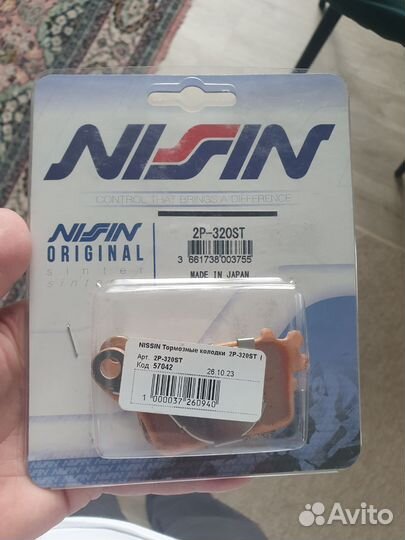 NISSIN
CONTROL THAT BRINGS A DIFFERENCE
NISSIN
ORIGINAL
sinter
sint
2P-320ST
3 661738 003755
MADE IN JAPAN
NISSIN Тормозные колодки 2P-320ST (
Арт. 2P-320ST
Код 57042
26.10.23
1 000037 260940
Avito